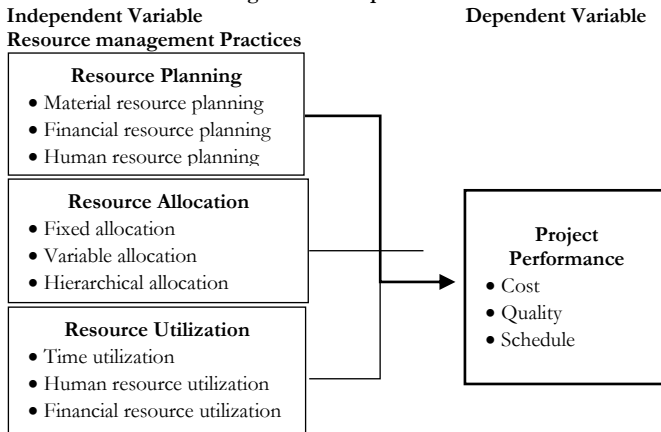 Independent Variable
Dependent Variable
Resource management Practices
Resource Planning
• Material resource planning
• Financial resource planning
• Human resource planning
Resource Allocation
• Fixed allocation
• Variable allocation
• Hierarchical allocation
Resource Utilization
• Time utilization
• Human resource utilization
• Financial resource utilization
Project
Performance
• Cost
• Quality
• Schedule